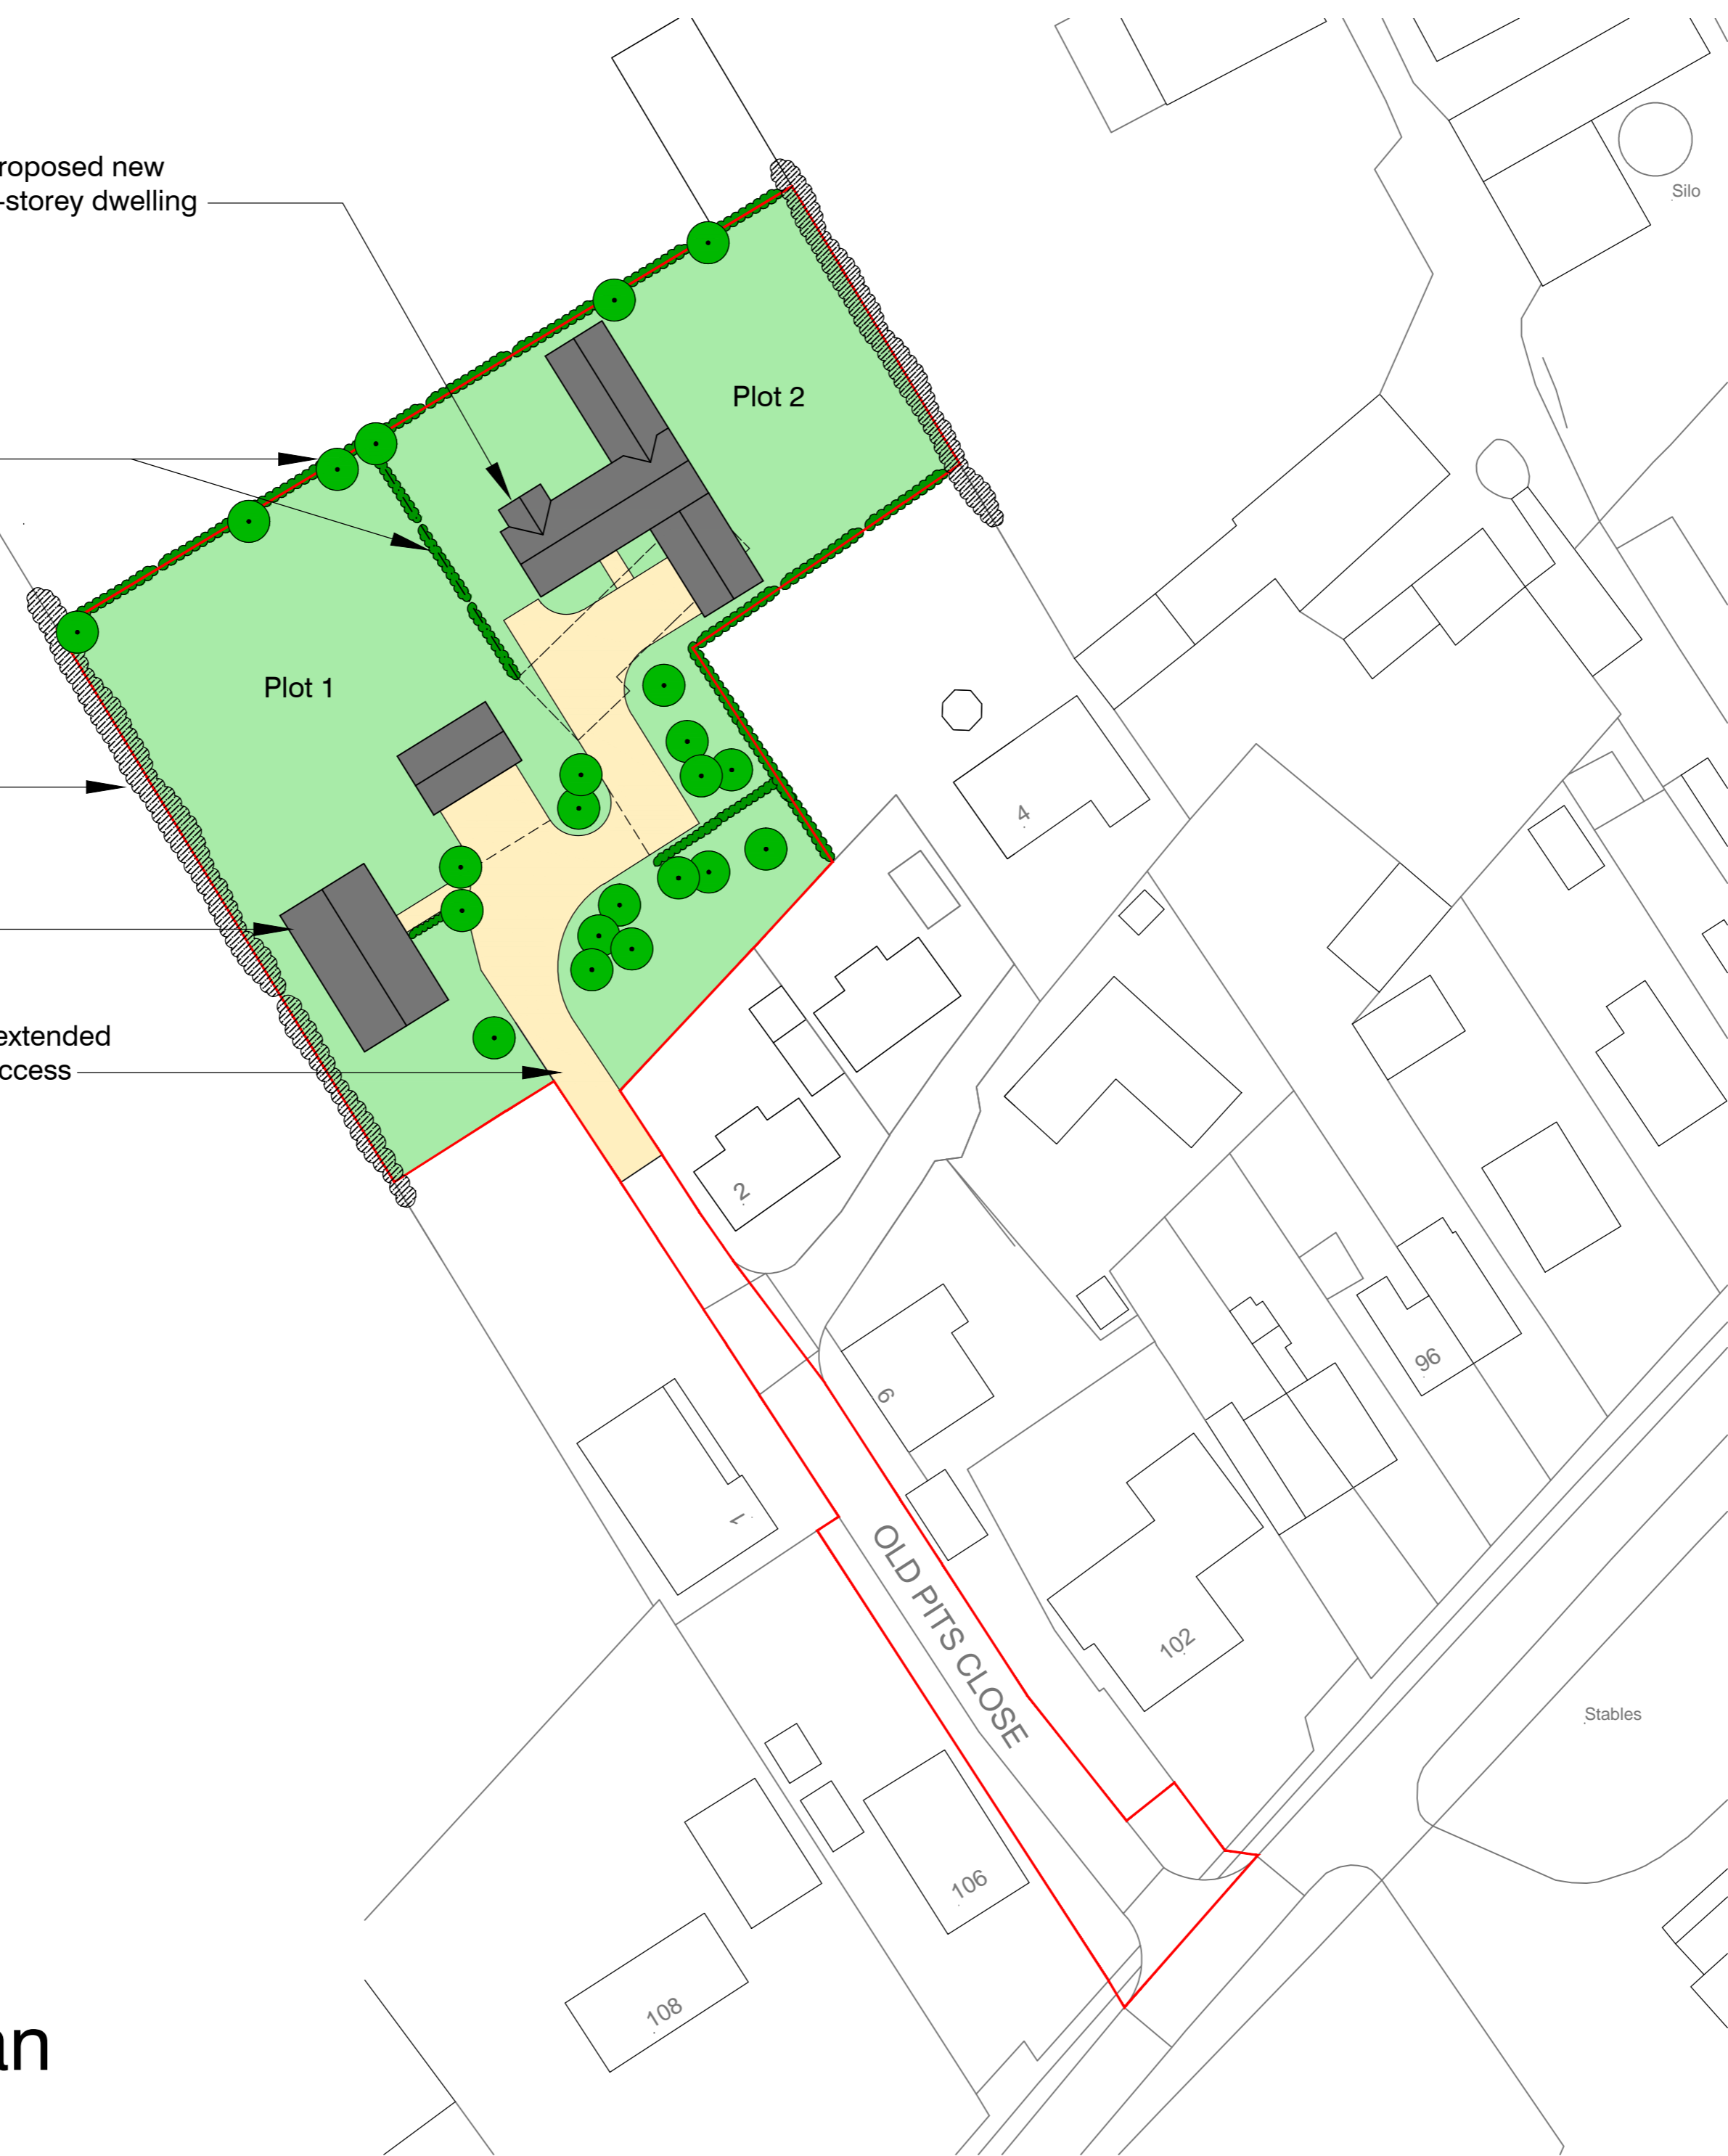 roposed new
-storey dwelling
Silo
Plot 2
Plot 1
4
extended
ccess
2
6
96
1
OLD PITS CLOSE
102
Stables
106
108
an